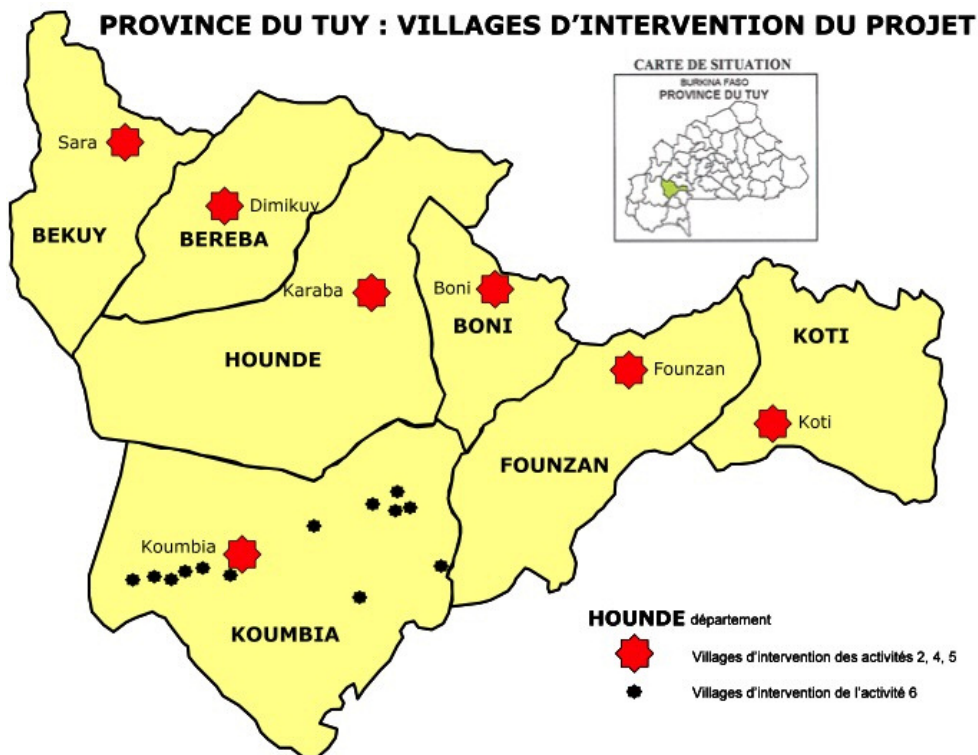 PROVINCE DU TUY : VILLAGES D'INTERVENTION DU PROJET
CARTE DE SITUATION
BURKINA FASO
PROVINCE DU TUY
Sara
Dimikuy
BEKUY
BEREBA
Karaba
Boni
BONI
KOTI
HOUNDE
Founzan
Koti
FOUNZAN
Koumbia
KOUMBIA
HOUNDE département
Villages d'intervention des activités 2, 4, 5
Villages d'intervention de l'activité 6